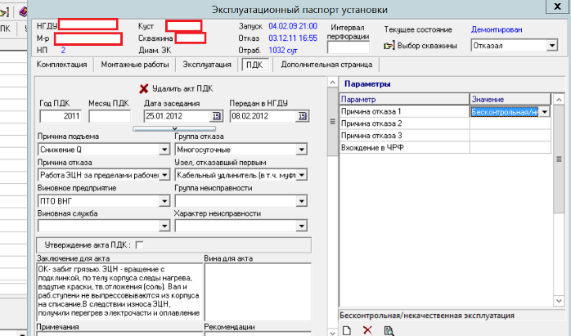 Эксплуатационный паспорт установки
x
НГДУ
Куст
Запуск 04.02.09 21:00
Интервал перфорации
Текущее состояние
Демонтирован
М-р
Скважина
Отказ 03.12.11 16:55
Выбор скважины
Отказал
НП 2
Диам. ЭК
Отраб. 1032 сут
ПК
Комплектация
Монтажные работы
Эксплуатация
ПДК
Дополнительная страница
Удалить акт ПДК
Год ПДК
Месяц ПДК
Дата заседания
Передан в НГДУ
2011
25.01.2012
08.02.2012
Причина подъема
Группа отказа
Снижение Q
Многосуточные
Причина отказа
Узел, отказавший первым
Работа ЭЦН за пределами рабочей
Кабельный удлинитель (в т.ч. муфт
Виновное предприятие
Группа неисправности
ПТО ВНГ
Виновная служба
Характер неисправности
Утверждение акта ПДК:
Заключение для акта
Вина для акта
ОК- забит грязью. ЭЦН - вращение с
подклинкой, по телу корпуса следы нагрева,
вздутие краски, тв.отложения (соль). Вал и
раб.ступени не выпрессовываются из корпуса
на списание.В следствии износа ЭЦН,
получили перегрев электрочасти и оплавление
Примечания
Рекомендации
Параметры
Параметр
Значение
Причина отказа 1
Бесконтрольная/не
Причина отказа 2
Причина отказа 3
Вхождение в ЧРФ
Бесконтрольная/некачественная эксплуатация